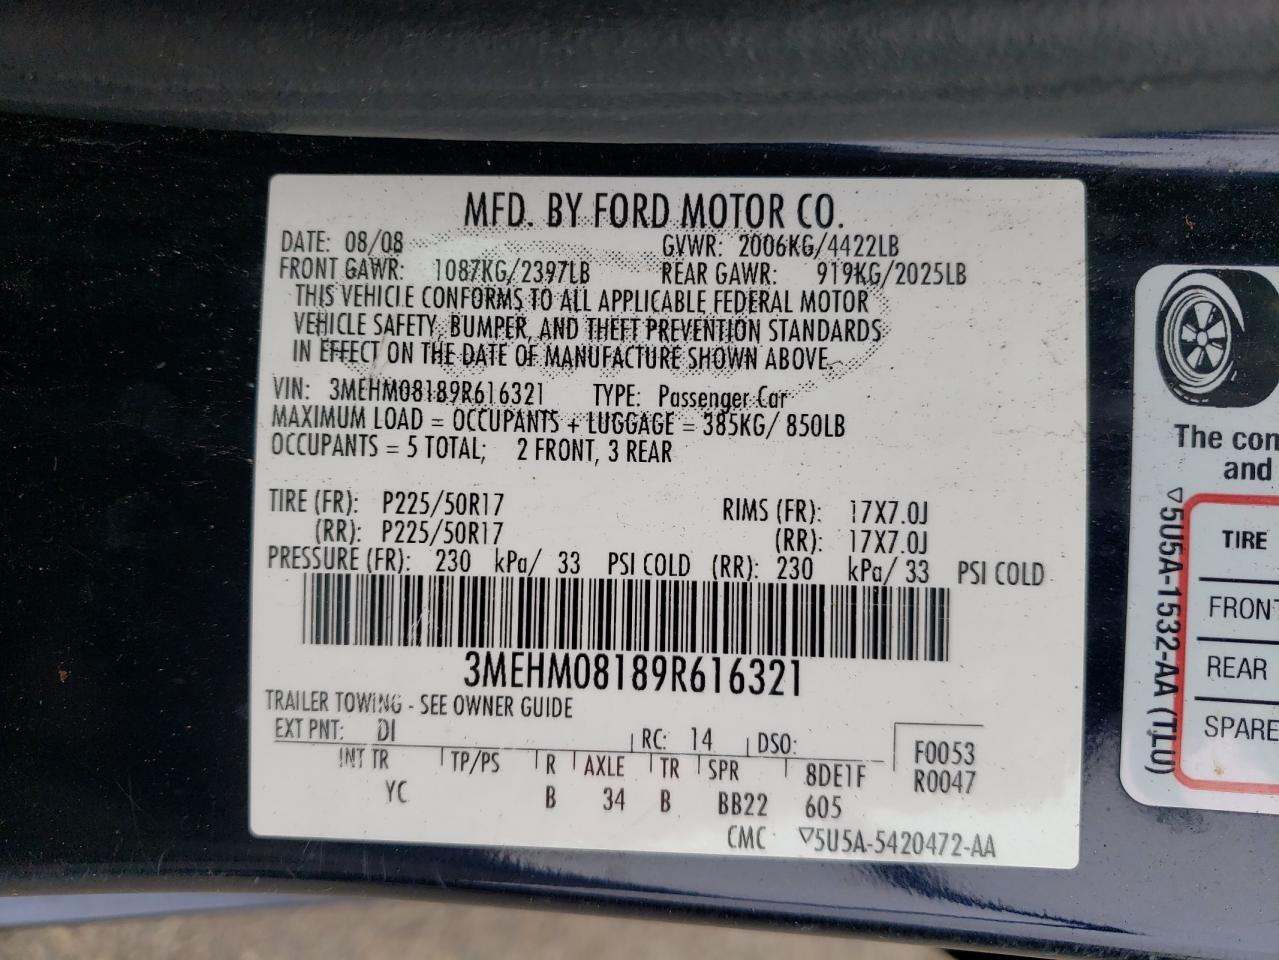 MFD. BY FORD MOTOR CO.
DATE: 08/08 GVWR: 2006KG/4422LB
FRONT GAWR: 1087KG/2397LB REAR GAWR: 919KG/2025LB
THIS VEHICLE CONFORMS TO ALL APPLICABLE FEDERAL MOTOR
VEHICLE SAFETY, BUMPER, AND THEFT PREVENTION STANDARDS
IN EFFECT ON THE DATE OF MANUFACTURE SHOWN ABOVE.
VIN: 3MEHM08189R616321 TYPE: Passenger Car
MAXIMUM LOAD = OCCUPANTS + LUGGAGE = 385KG/ 850LB
OCCUPANTS = 5 TOTAL; 2 FRONT, 3 REAR
TIRE (FR): P225/50R17 RIMS (FR): 17X7.0J
(RR): P225/50R17 (RR): 17X7.0J
PRESSURE (FR): 230 kPa/ 33 PSI COLD (RR): 230 kPa/ 33 PSI COLD
3MEHM08189R616321
TRAILER TOWING - SEE OWNER GUIDE
EXT PNT: DI RC: 14 DSO: F0053
INT TR TP/PS R AXLE TR SPR 8DE1F R0047
YC B 34 B BB22 605
CMC ▽5U5A-5420472-AA
The con
and
▽5U5A-1532-AA (TLU)
TIRE
FRONT
REAR
SPARE